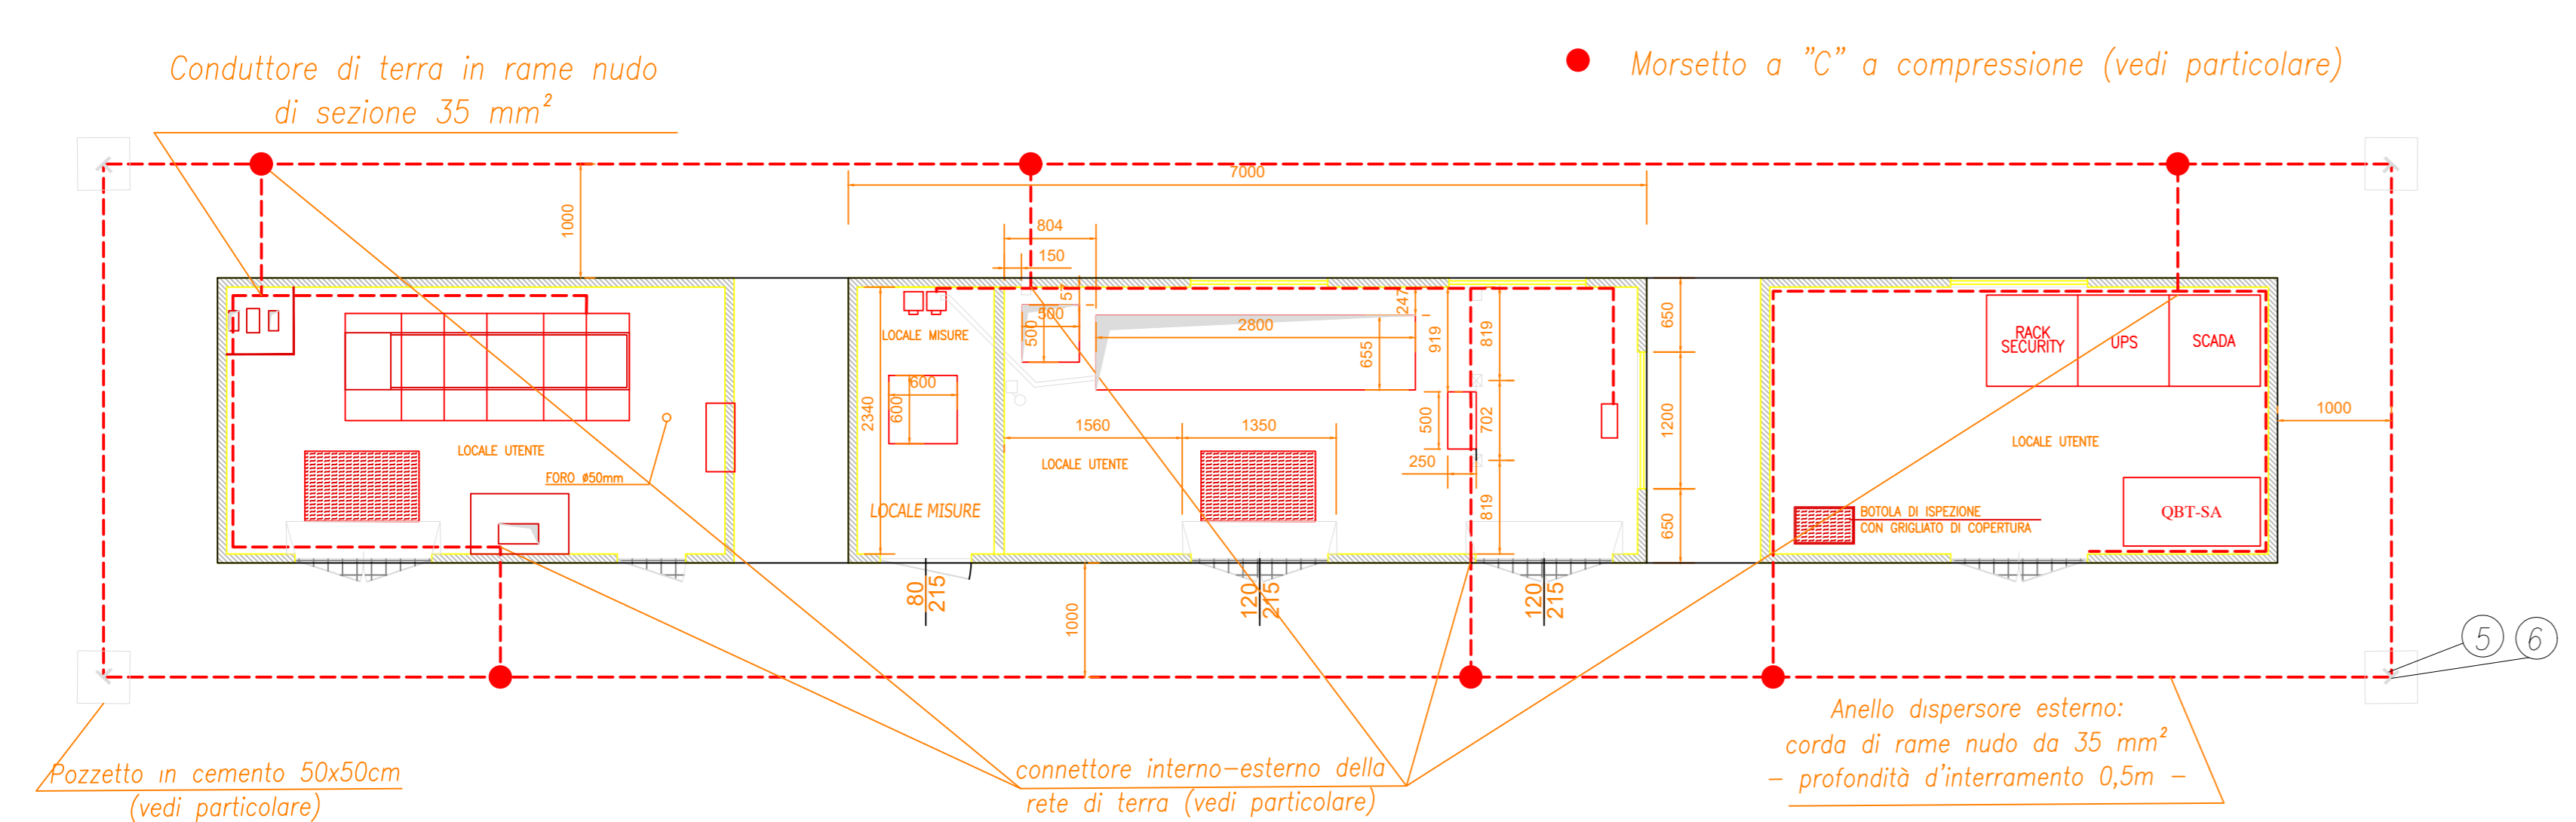 Conduttore di terra in rame nudo
di sezione 35 mm²
Morsetto a "C" a compressione (vedi particolare)
7000
1000
804
150
57
500
500
247
2800
655
919
819
650
RACK
SECURITY
UPS
SCADA
LOCALE MISURE
600
600
2340
1560
1350
500
702
250
1200
1000
LOCALE UTENTE
FORO ø50mm
LOCALE UTENTE
LOCALE UTENTE
LOCALE MISURE
819
650
BOTOLA DI ISPEZIONE
CON GRIGLIATO DI COPERTURA
QBT-SA
80
215
1000
120
215
120
215
5
6
Pozzetto in cemento 50x50cm
(vedi particolare)
connettore interno-esterno della
rete di terra (vedi particolare)
Anello dispersore esterno:
corda di rame nudo da 35 mm²
- profondità d'interramento 0,5m -